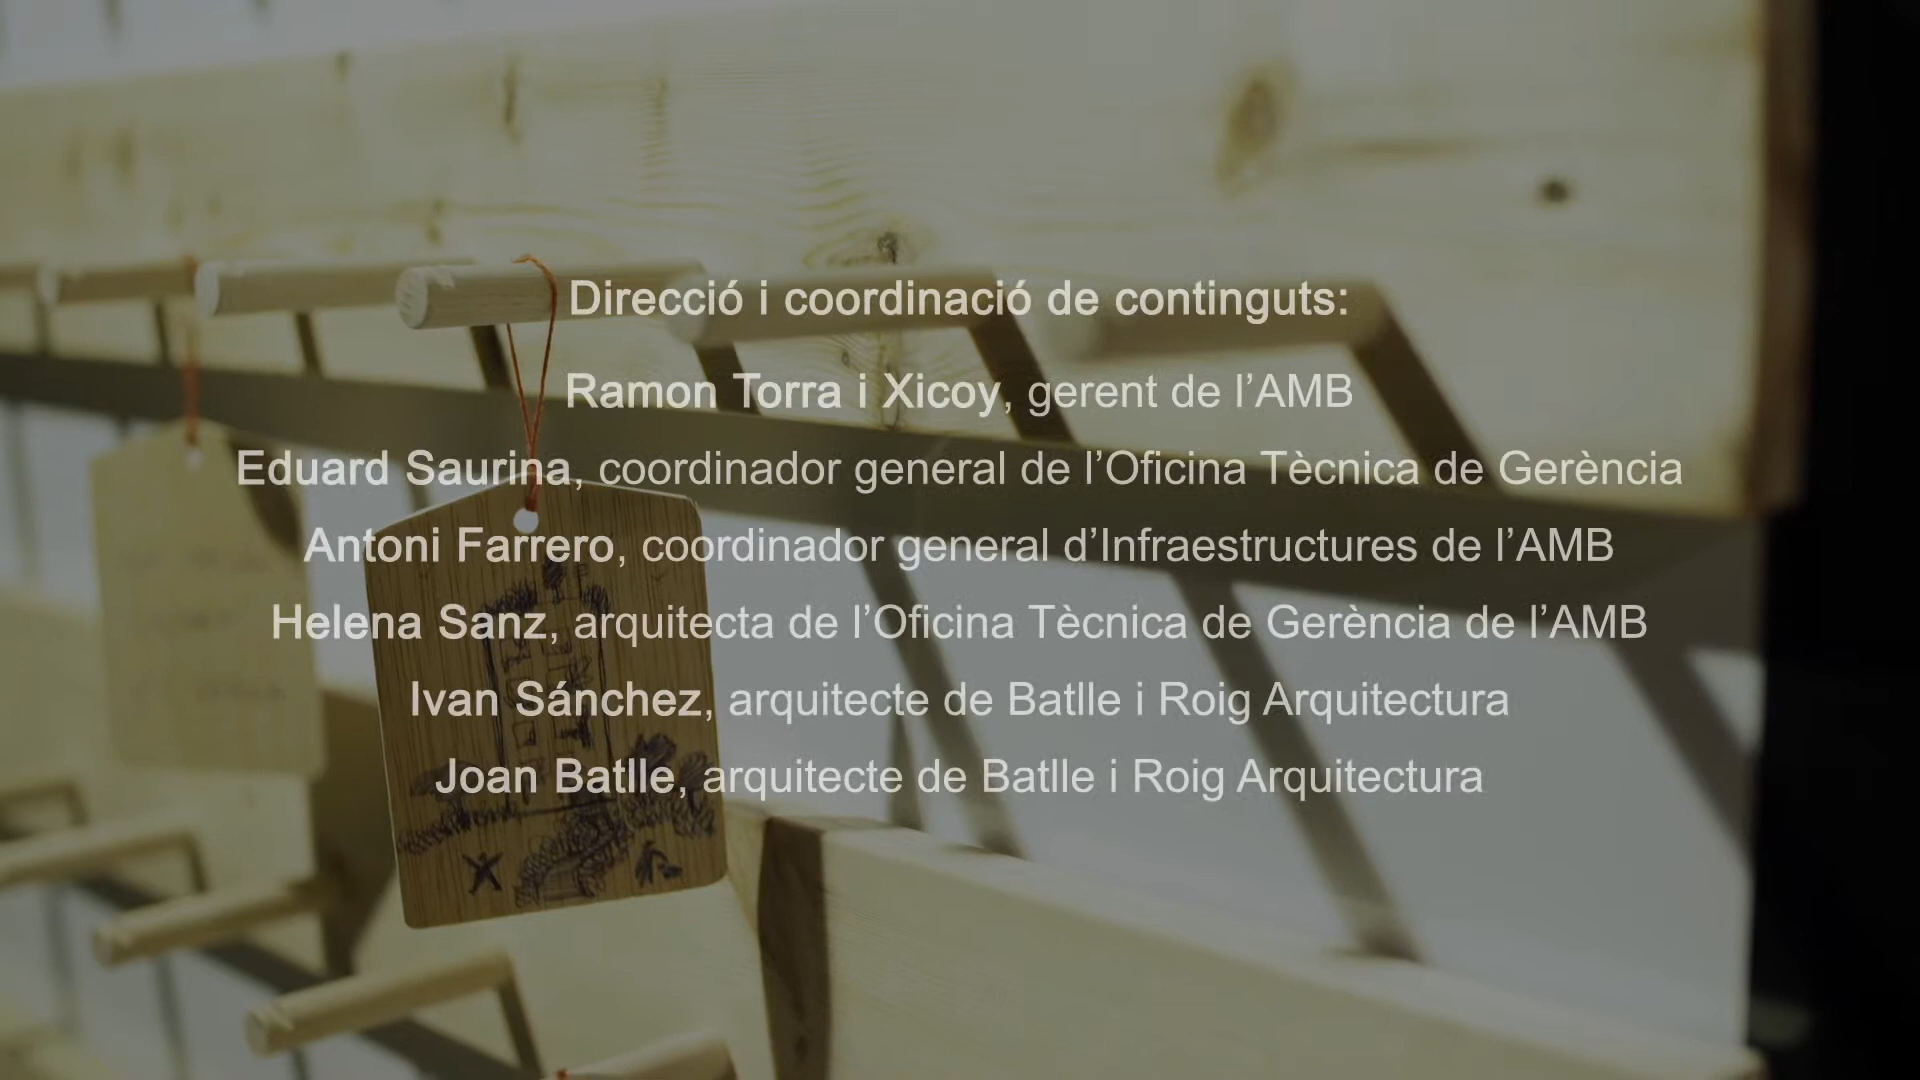 Direcció i coordinació de continguts:
Ramon Torra i Xicoy, gerent de l’AMB
Eduard Saurina, coordinador general de l’Oficina Tècnica de Gerència
Antoni Farrero, coordinador general d’Infraestructures de l’AMB
Helena Sanz, arquitecta de l’Oficina Tècnica de Gerència de l’AMB
Ivan Sánchez, arquitecte de Batlle i Roig Arquitectura
Joan Batlle, arquitecte de Batlle i Roig Arquitectura